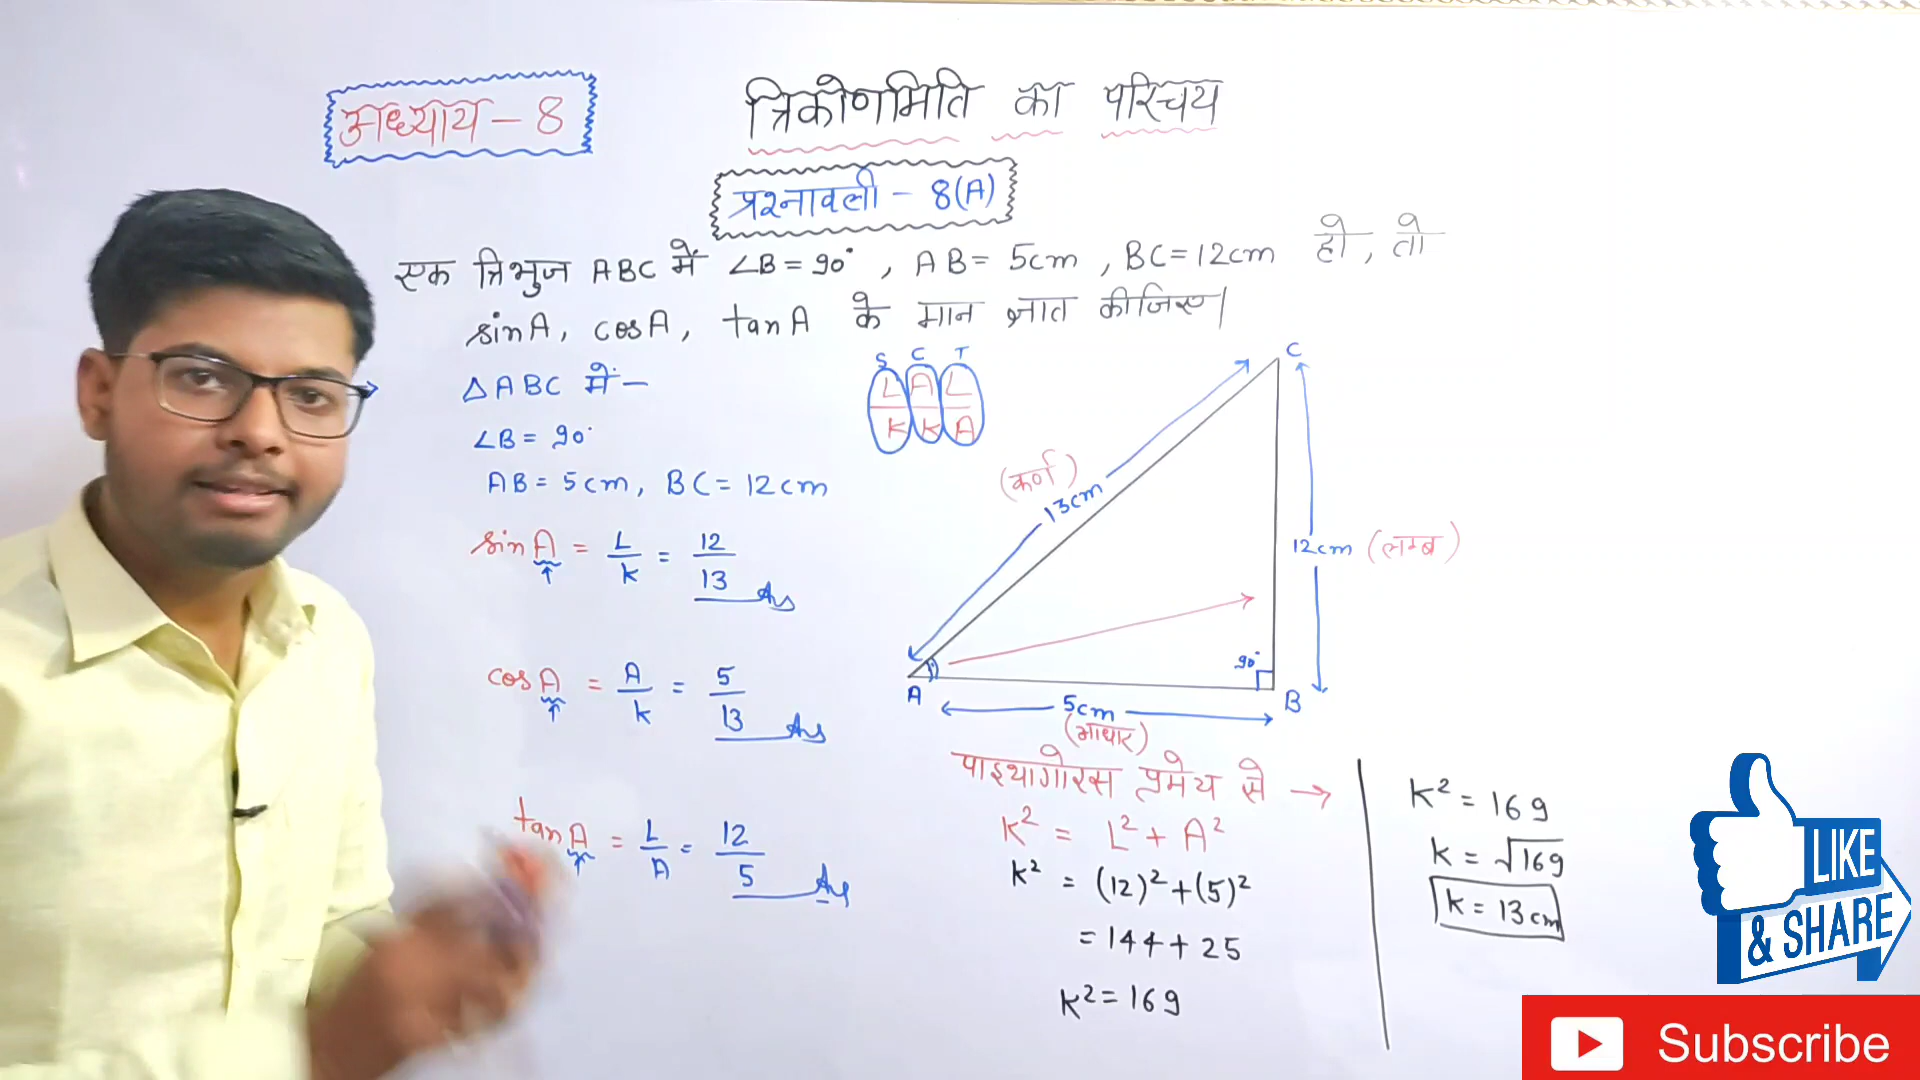 अध्याय – 8
त्रिकोणमिति का परिचय
प्रश्नावली – 8(A)
एक त्रिभुज ABC में ∠B = 90° , AB = 5cm , BC = 12cm हो , तो
sinA, cosA, tanA के मान ज्ञात कीजिए|
△ABC में –
∠B = 90°
AB = 5cm, BC = 12cm
sinA = L/K = 12/13 Ans
cosA = A/K = 5/13 Ans
tanA = L/A = 12/5 Ans
S C T
L A L
K K A
C
(कर्ण)
13cm
12cm (लम्ब)
90°
A
B
5cm
(आधार)
पाइथागोरस प्रमेय से →
K² = L² + A²
K² = (12)² + (5)²
= 144 + 25
K² = 169
K² = 169
K = √169
K = 13cm
LIKE
& SHARE
Subscribe